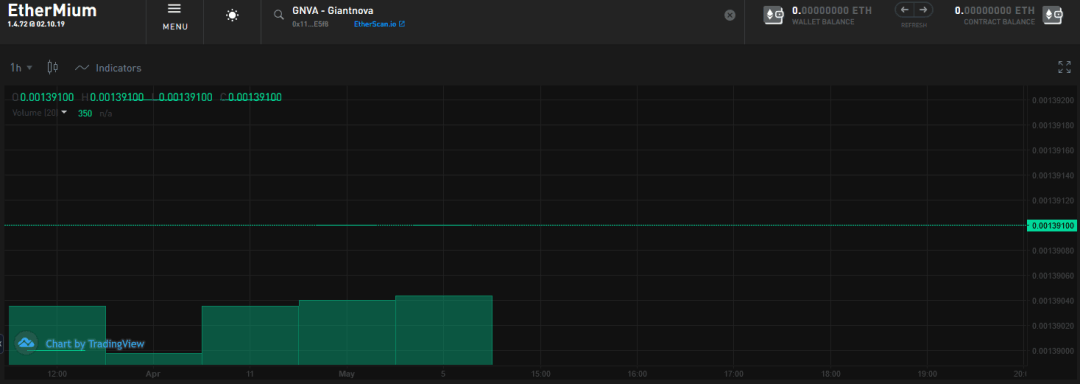 EtherMium
1.4.72 @ 02.10.19
MENU
GNVA - Giantnova
0x11...E5f6 EtherScan.io
0.00000000 ETH
WALLET BALANCE
REFRESH
0.00000000 ETH
CONTRACT BALANCE
1h Indicators
O 0.00139100 H 0.00139100 L 0.00139100 C 0.00139100
Volume (20) 350 n/a
0.00139200
0.00139180
0.00139160
0.00139140
0.00139120
0.00139100
0.00139080
0.00139060
0.00139040
0.00139020
0.00139000
Chart by TradingView
12:00 Apr 11 May 5 15:00 16:00 17:00 18:00 19:00 20:0